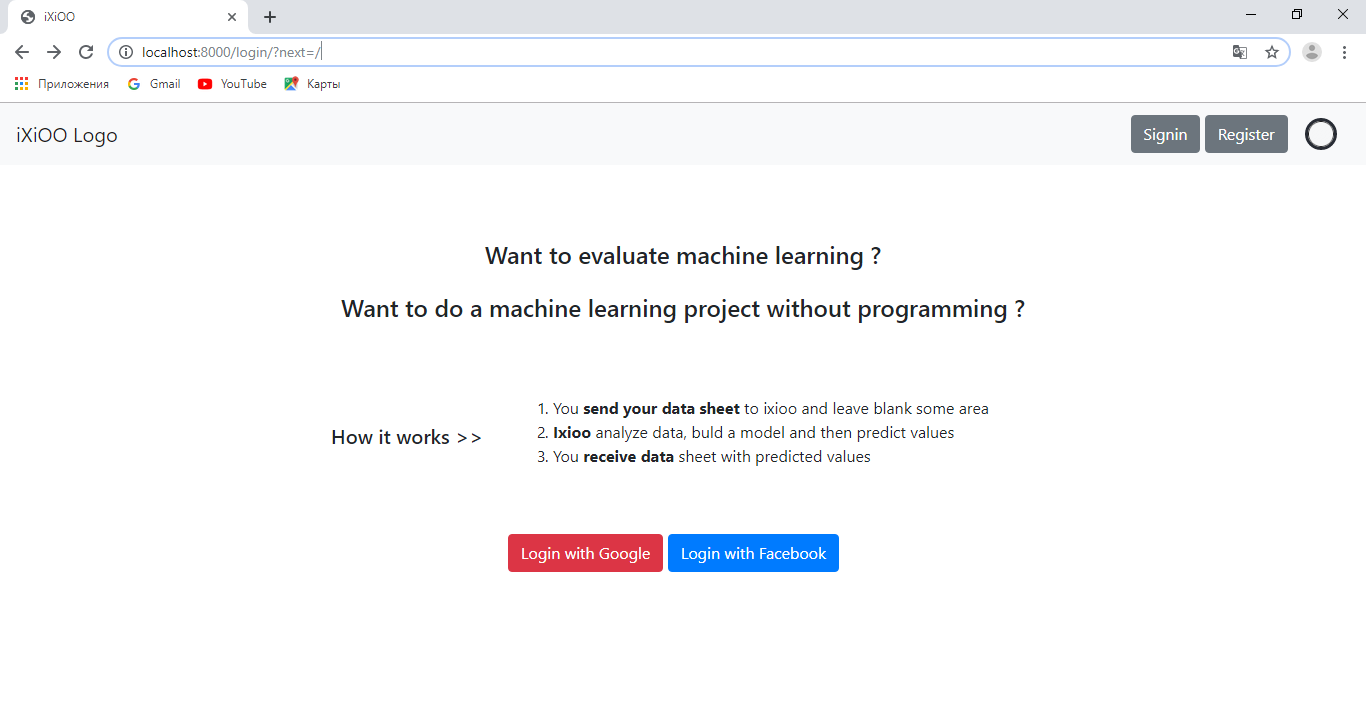 iXiOO
localhost:8000/login/?next=/
Приложения Gmail YouTube Карты
iXiOO Logo Signin Register
Want to evaluate machine learning ?
Want to do a machine learning project without programming ?
How it works >>
1. You send your data sheet to ixioo and leave blank some area
2. Ixioo analyze data, buld a model and then predict values
3. You receive data sheet with predicted values
Login with Google Login with Facebook